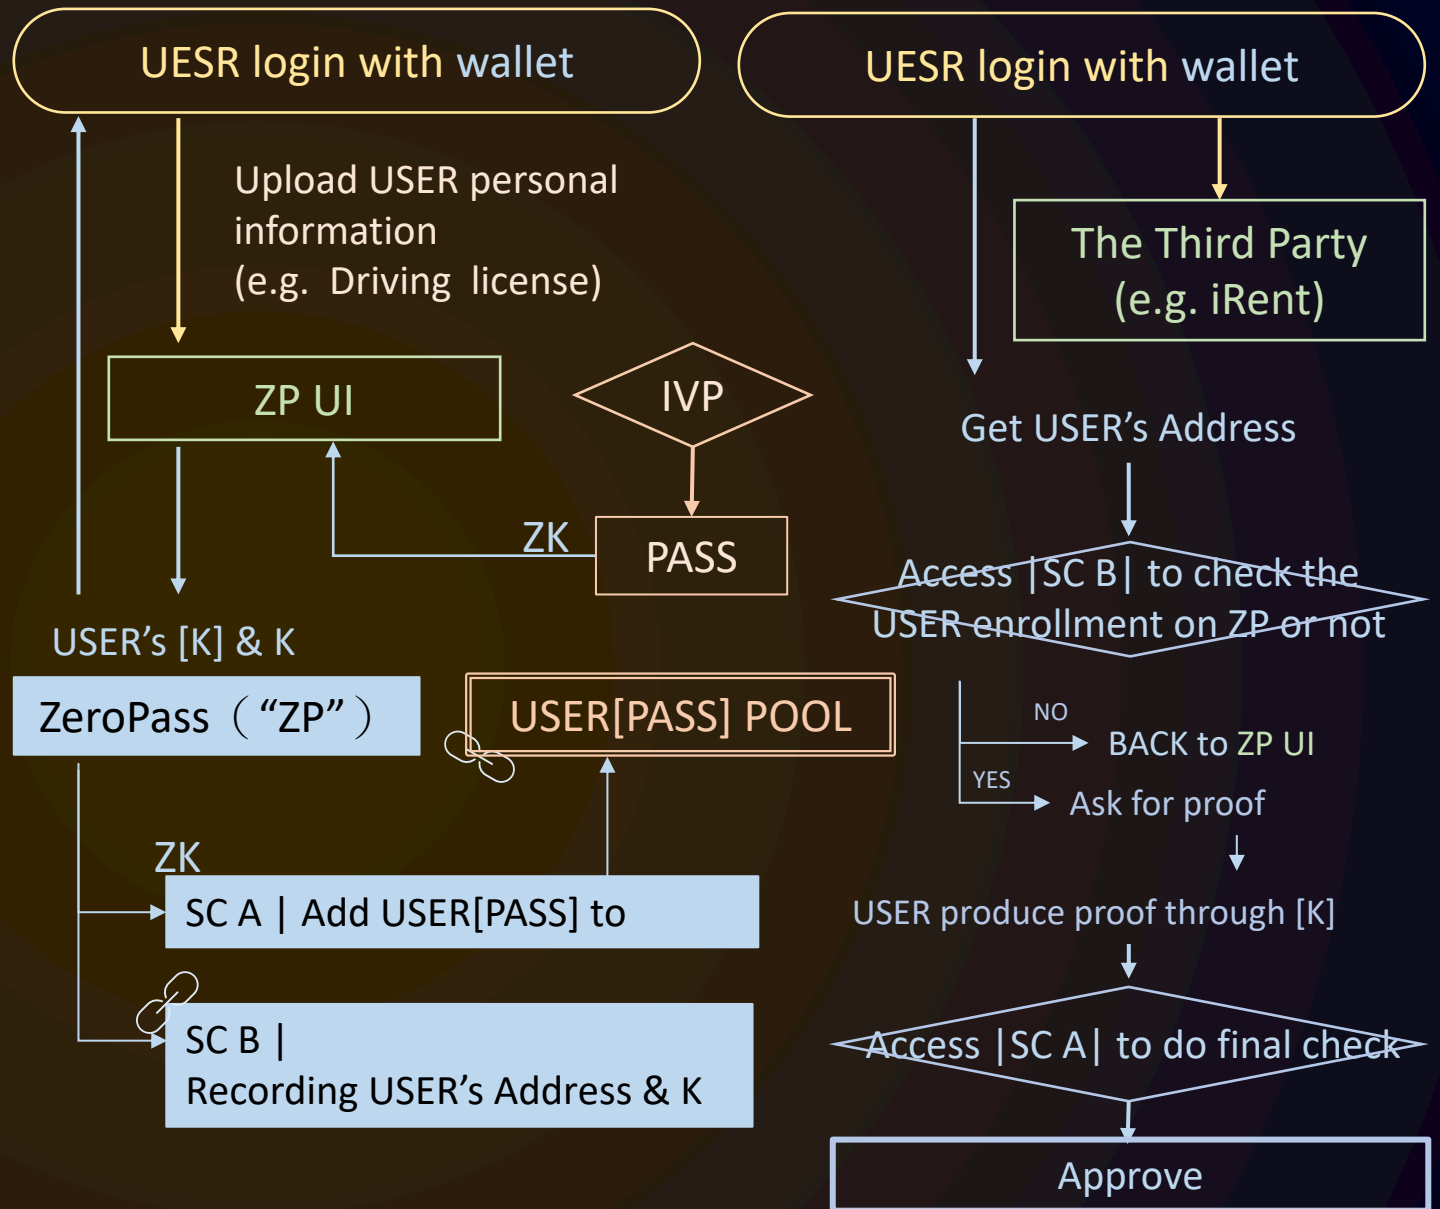 UESR login with wallet
Upload USER personal
information
(e.g. Driving license)
ZP UI
IVP
ZK
PASS
USER's [K] & K
ZeroPass（“ZP”）
USER[PASS] POOL
ZK
SC A | Add USER[PASS] to
SC B |
Recording USER's Address & K
UESR login with wallet
The Third Party
(e.g. iRent)
Get USER's Address
Access |SC B| to check the
USER enrollment on ZP or not
NO
BACK to ZP UI
YES
Ask for proof
USER produce proof through [K]
Access |SC A| to do final check
Approve